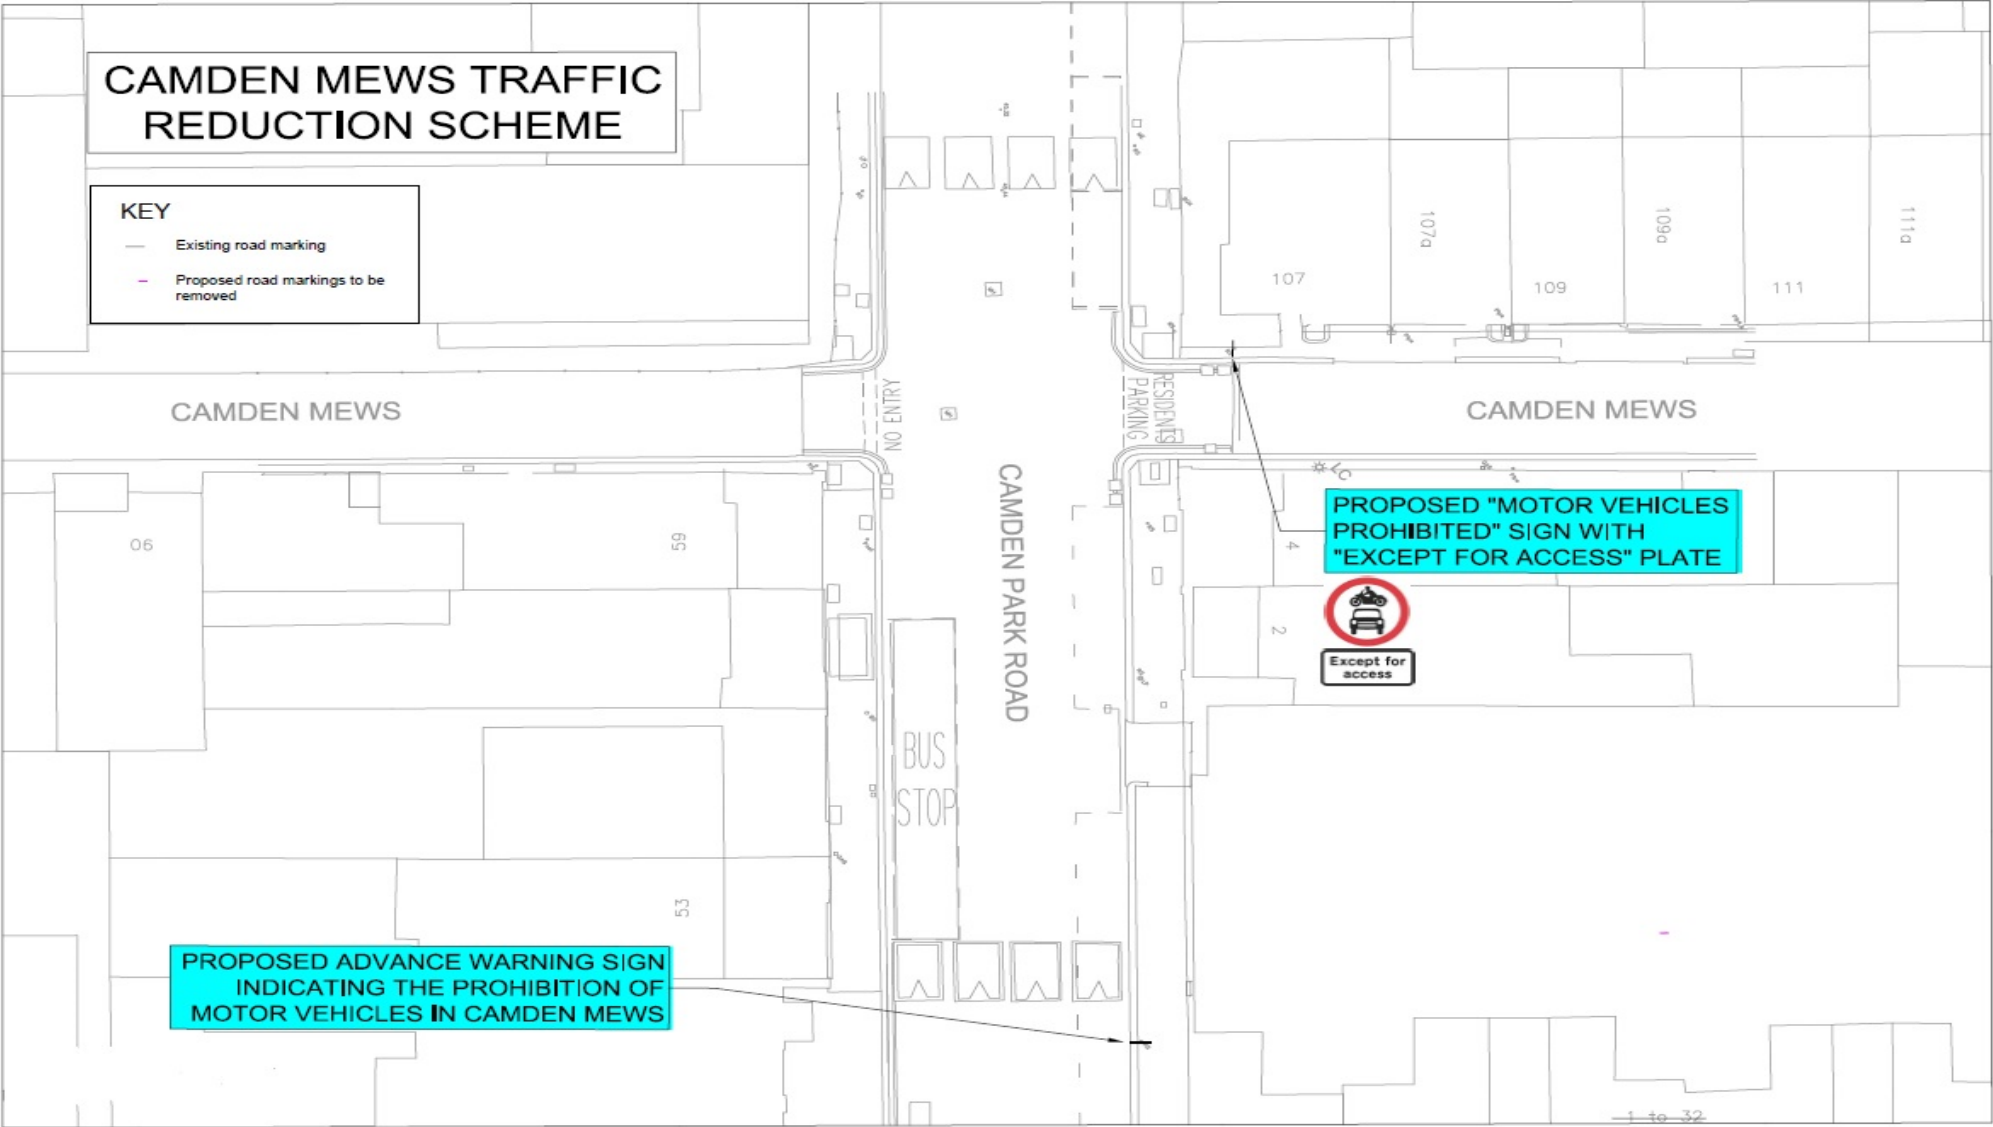 CAMDEN MEWS TRAFFIC
REDUCTION SCHEME
KEY
Existing road marking
Proposed road markings to be
removed
107
107a
109
109a
111
111a
CAMDEN MEWS
NO ENTRY
RESIDENTS
PARKING
CAMDEN MEWS
LC
CAMDEN PARK ROAD
PROPOSED "MOTOR VEHICLES
PROHIBITED" SIGN WITH
"EXCEPT FOR ACCESS" PLATE
4
2
Except for
access
06
59
BUS
STOP
53
PROPOSED ADVANCE WARNING SIGN
INDICATING THE PROHIBITION OF
MOTOR VEHICLES IN CAMDEN MEWS
1 to 32